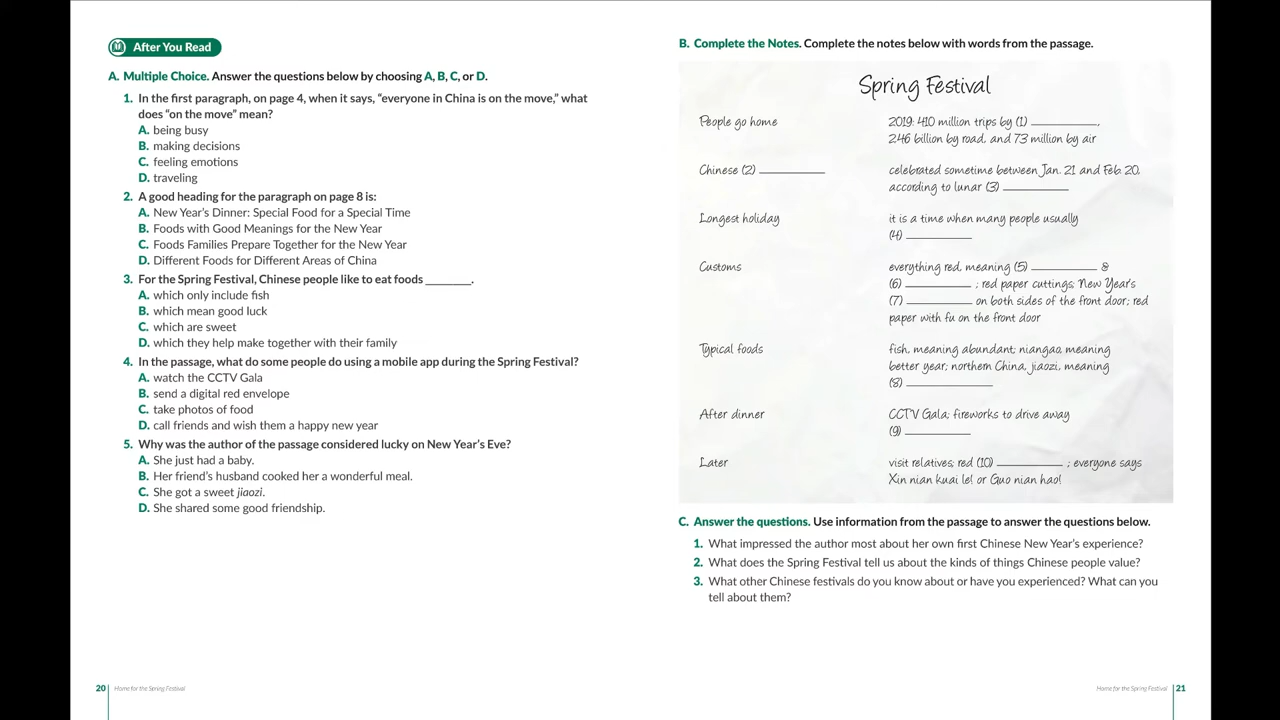 After You Read
A. Multiple Choice. Answer the questions below by choosing A, B, C, or D.
1. In the first paragraph, on page 4, when it says, "everyone in China is on the move," what
does "on the move" mean?
A. being busy
B. making decisions
C. feeling emotions
D. traveling
2. A good heading for the paragraph on page 8 is:
A. New Year's Dinner: Special Food for a Special Time
B. Foods with Good Meanings for the New Year
C. Foods Families Prepare Together for the New Year
D. Different Foods for Different Areas of China
3. For the Spring Festival, Chinese people like to eat foods ________.
A. which only include fish
B. which mean good luck
C. which are sweet
D. which they help make together with their family
4. In the passage, what do some people do using a mobile app during the Spring Festival?
A. watch the CCTV Gala
B. send a digital red envelope
C. take photos of food
D. call friends and wish them a happy new year
5. Why was the author of the passage considered lucky on New Year's Eve?
A. She just had a baby.
B. Her friend's husband cooked her a wonderful meal.
C. She got a sweet jiaozi.
D. She shared some good friendship.
20 Home for the Spring Festival
B. Complete the Notes. Complete the notes below with words from the passage.
Spring Festival
People go home 2019: 410 million trips by (1) __________,
246 billion by road, and 73 million by air
Chinese (2) __________ celebrated sometime between Jan. 21 and Feb. 20,
according to lunar (3) __________
Longest holiday it is a time when many people usually
(4) __________
Customs everything red, meaning (5) __________ &
(6) __________ ; red paper cuttings; New Year's
(7) __________ on both sides of the front door; red
paper with fu on the front door
Typical foods fish, meaning abundant; niangao, meaning
better year; northern China, jiaozi, meaning
(8) __________
After dinner CCTV Gala; fireworks to drive away
(9) __________
Later visit relatives; red (10) __________ ; everyone says
Xin nian kuai le! or Guo nian hao!
C. Answer the questions. Use information from the passage to answer the questions below.
1. What impressed the author most about her own first Chinese New Year's experience?
2. What does the Spring Festival tell us about the kinds of things Chinese people value?
3. What other Chinese festivals do you know about or have you experienced? What can you
tell about them?
Home for the Spring Festival 21